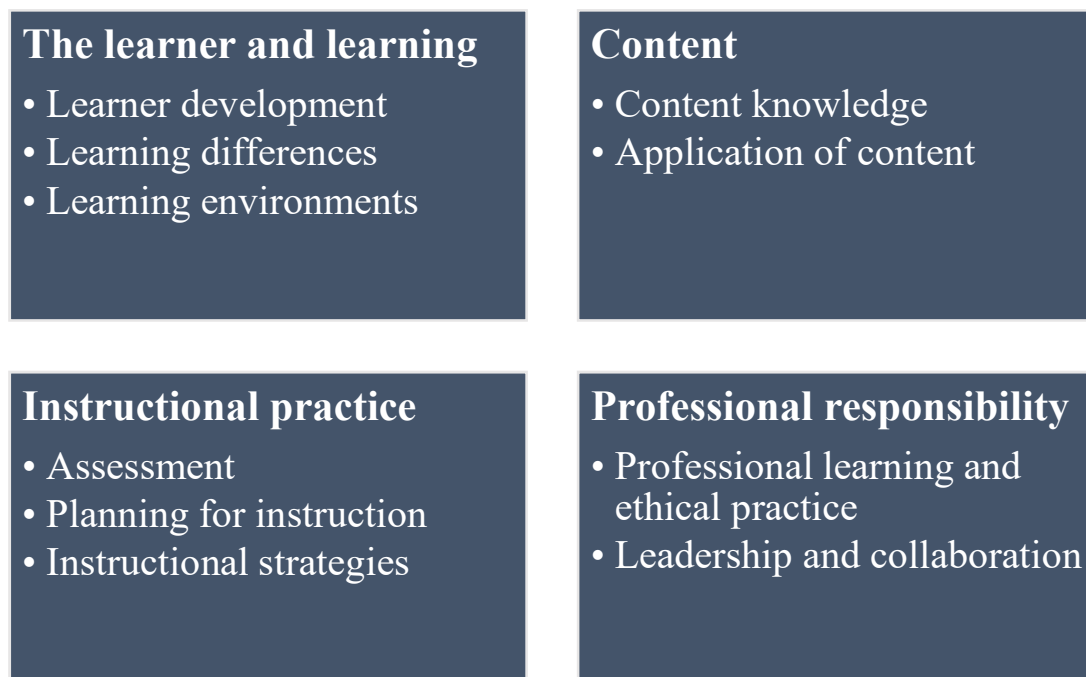 The learner and learning
• Learner development
• Learning differences
• Learning environments
Content
• Content knowledge
• Application of content
Instructional practice
• Assessment
• Planning for instruction
• Instructional strategies
Professional responsibility
• Professional learning and
ethical practice
• Leadership and collaboration